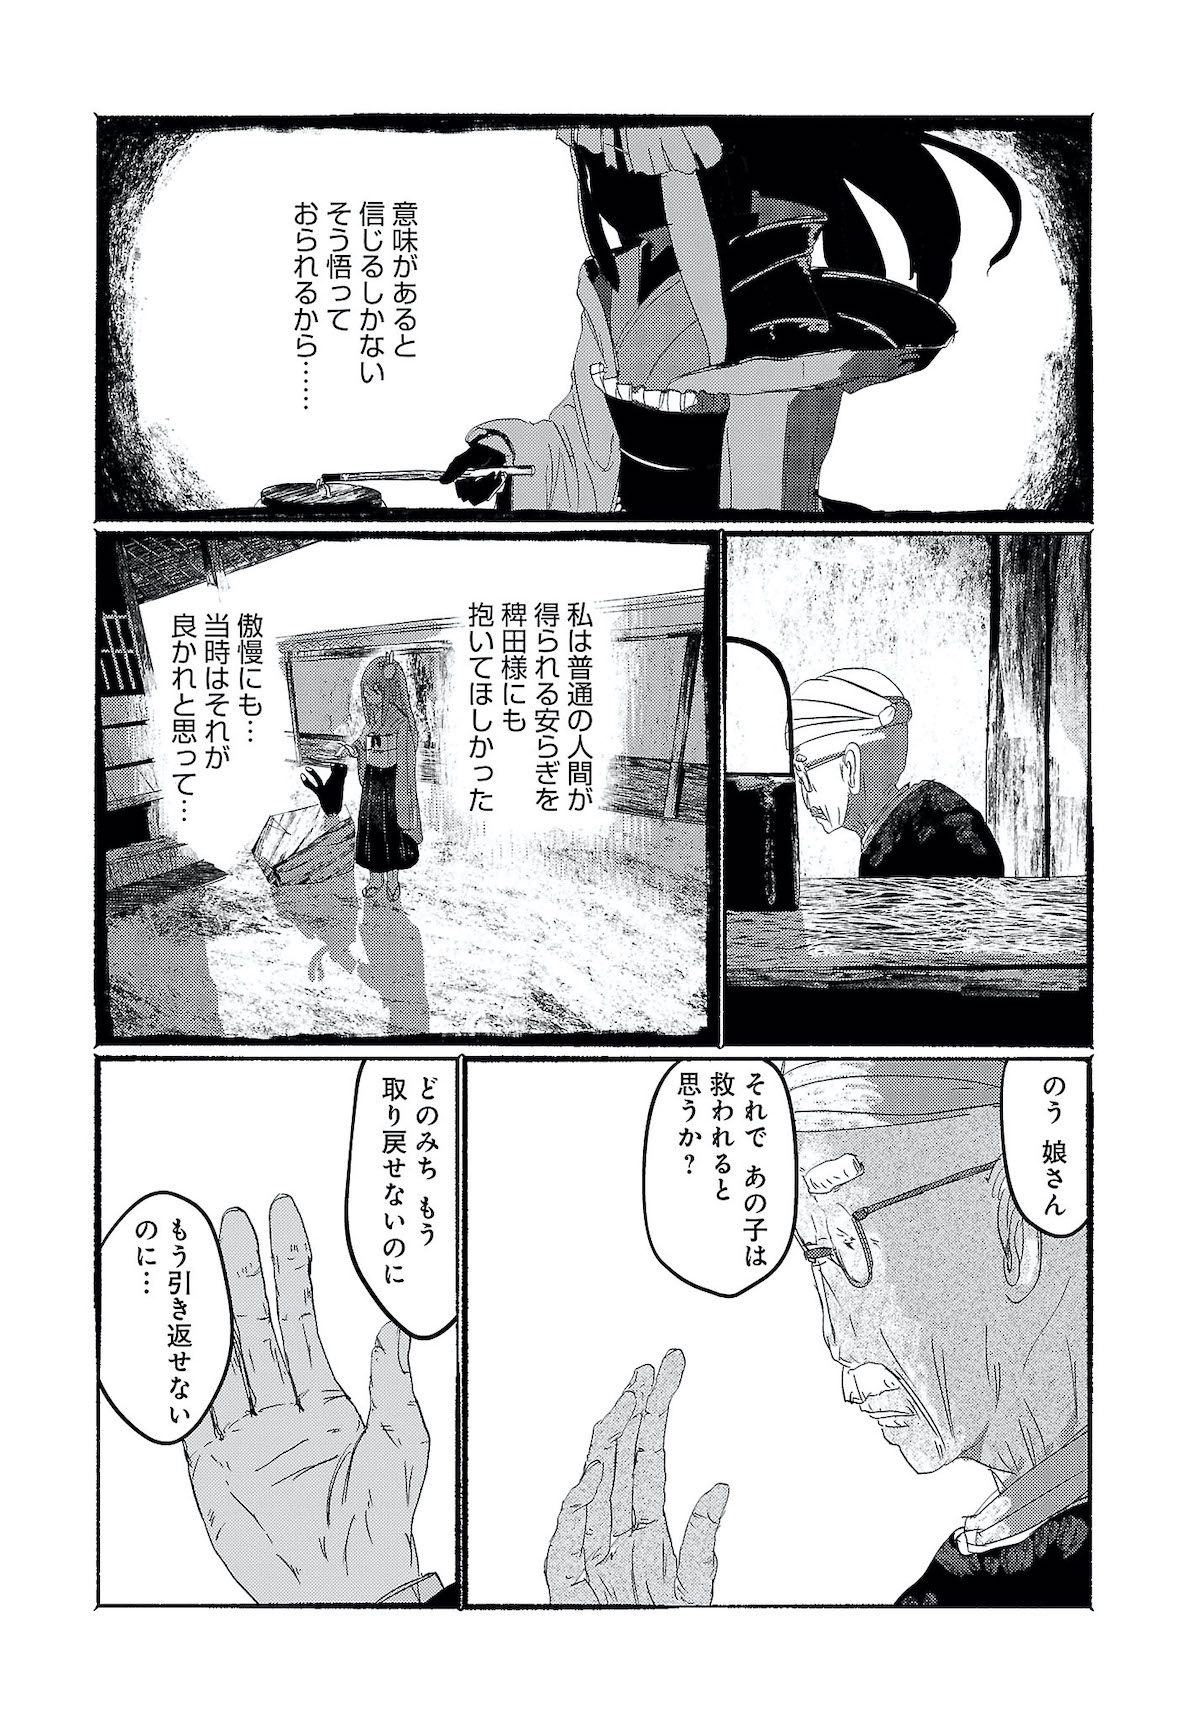 意味があると
信じるしかない
そう悟って
おられるから……
私は普通の人間が
得られる安らぎを
稗田様にも
抱いてほしかった
傲慢にも…
当時はそれが
良かれと思って…
のう 娘さん
それで あの子は
救われると
思うか?
どのみち もう
取り戻せないのに
もう引き返せない
のに…